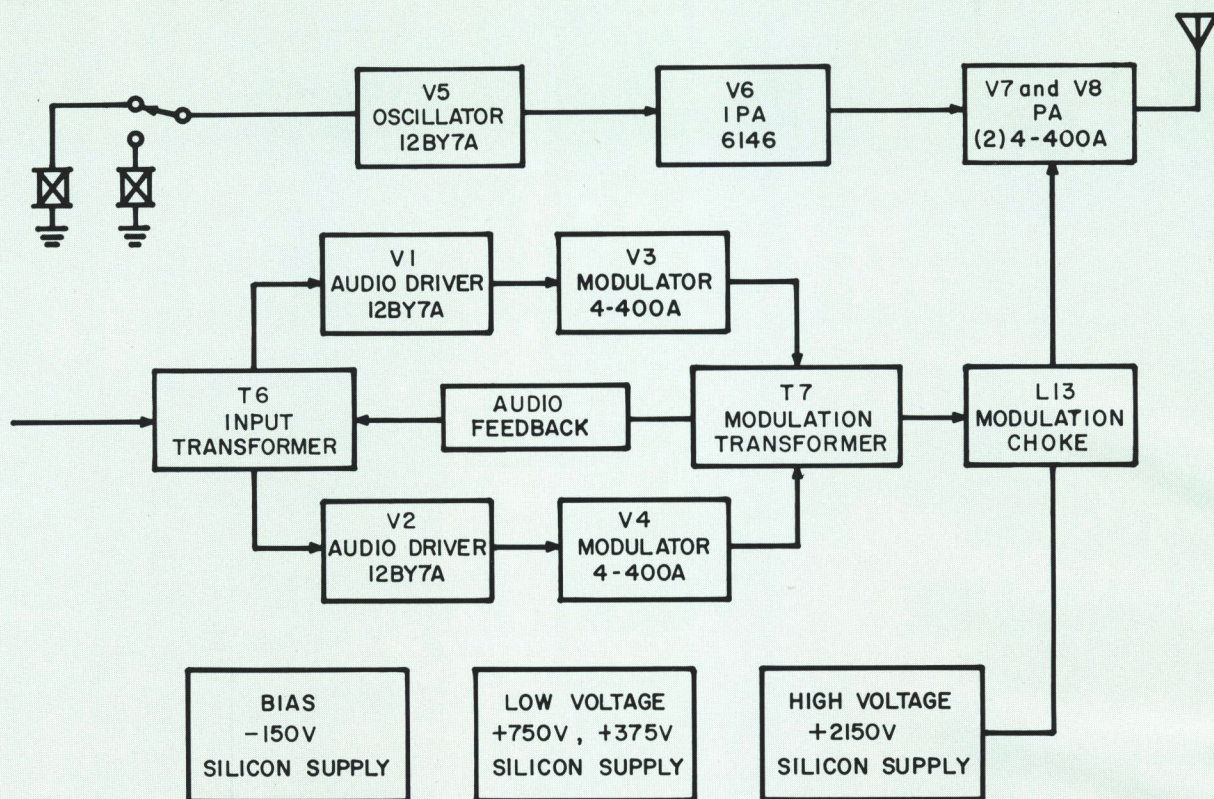 V5
OSCILLATOR
12BY7A
V6
IPA
6146
V7 and V8
PA
(2) 4-400A
V1
AUDIO DRIVER
12BY7A
V3
MODULATOR
4-400A
T6
INPUT
TRANSFORMER
AUDIO
FEEDBACK
T7
MODULATION
TRANSFORMER
L13
MODULATION
CHOKE
V2
AUDIO DRIVER
12BY7A
V4
MODULATOR
4-400A
BIAS
-150V
SILICON SUPPLY
LOW VOLTAGE
+750V, +375V
SILICON SUPPLY
HIGH VOLTAGE
+2150V
SILICON SUPPLY